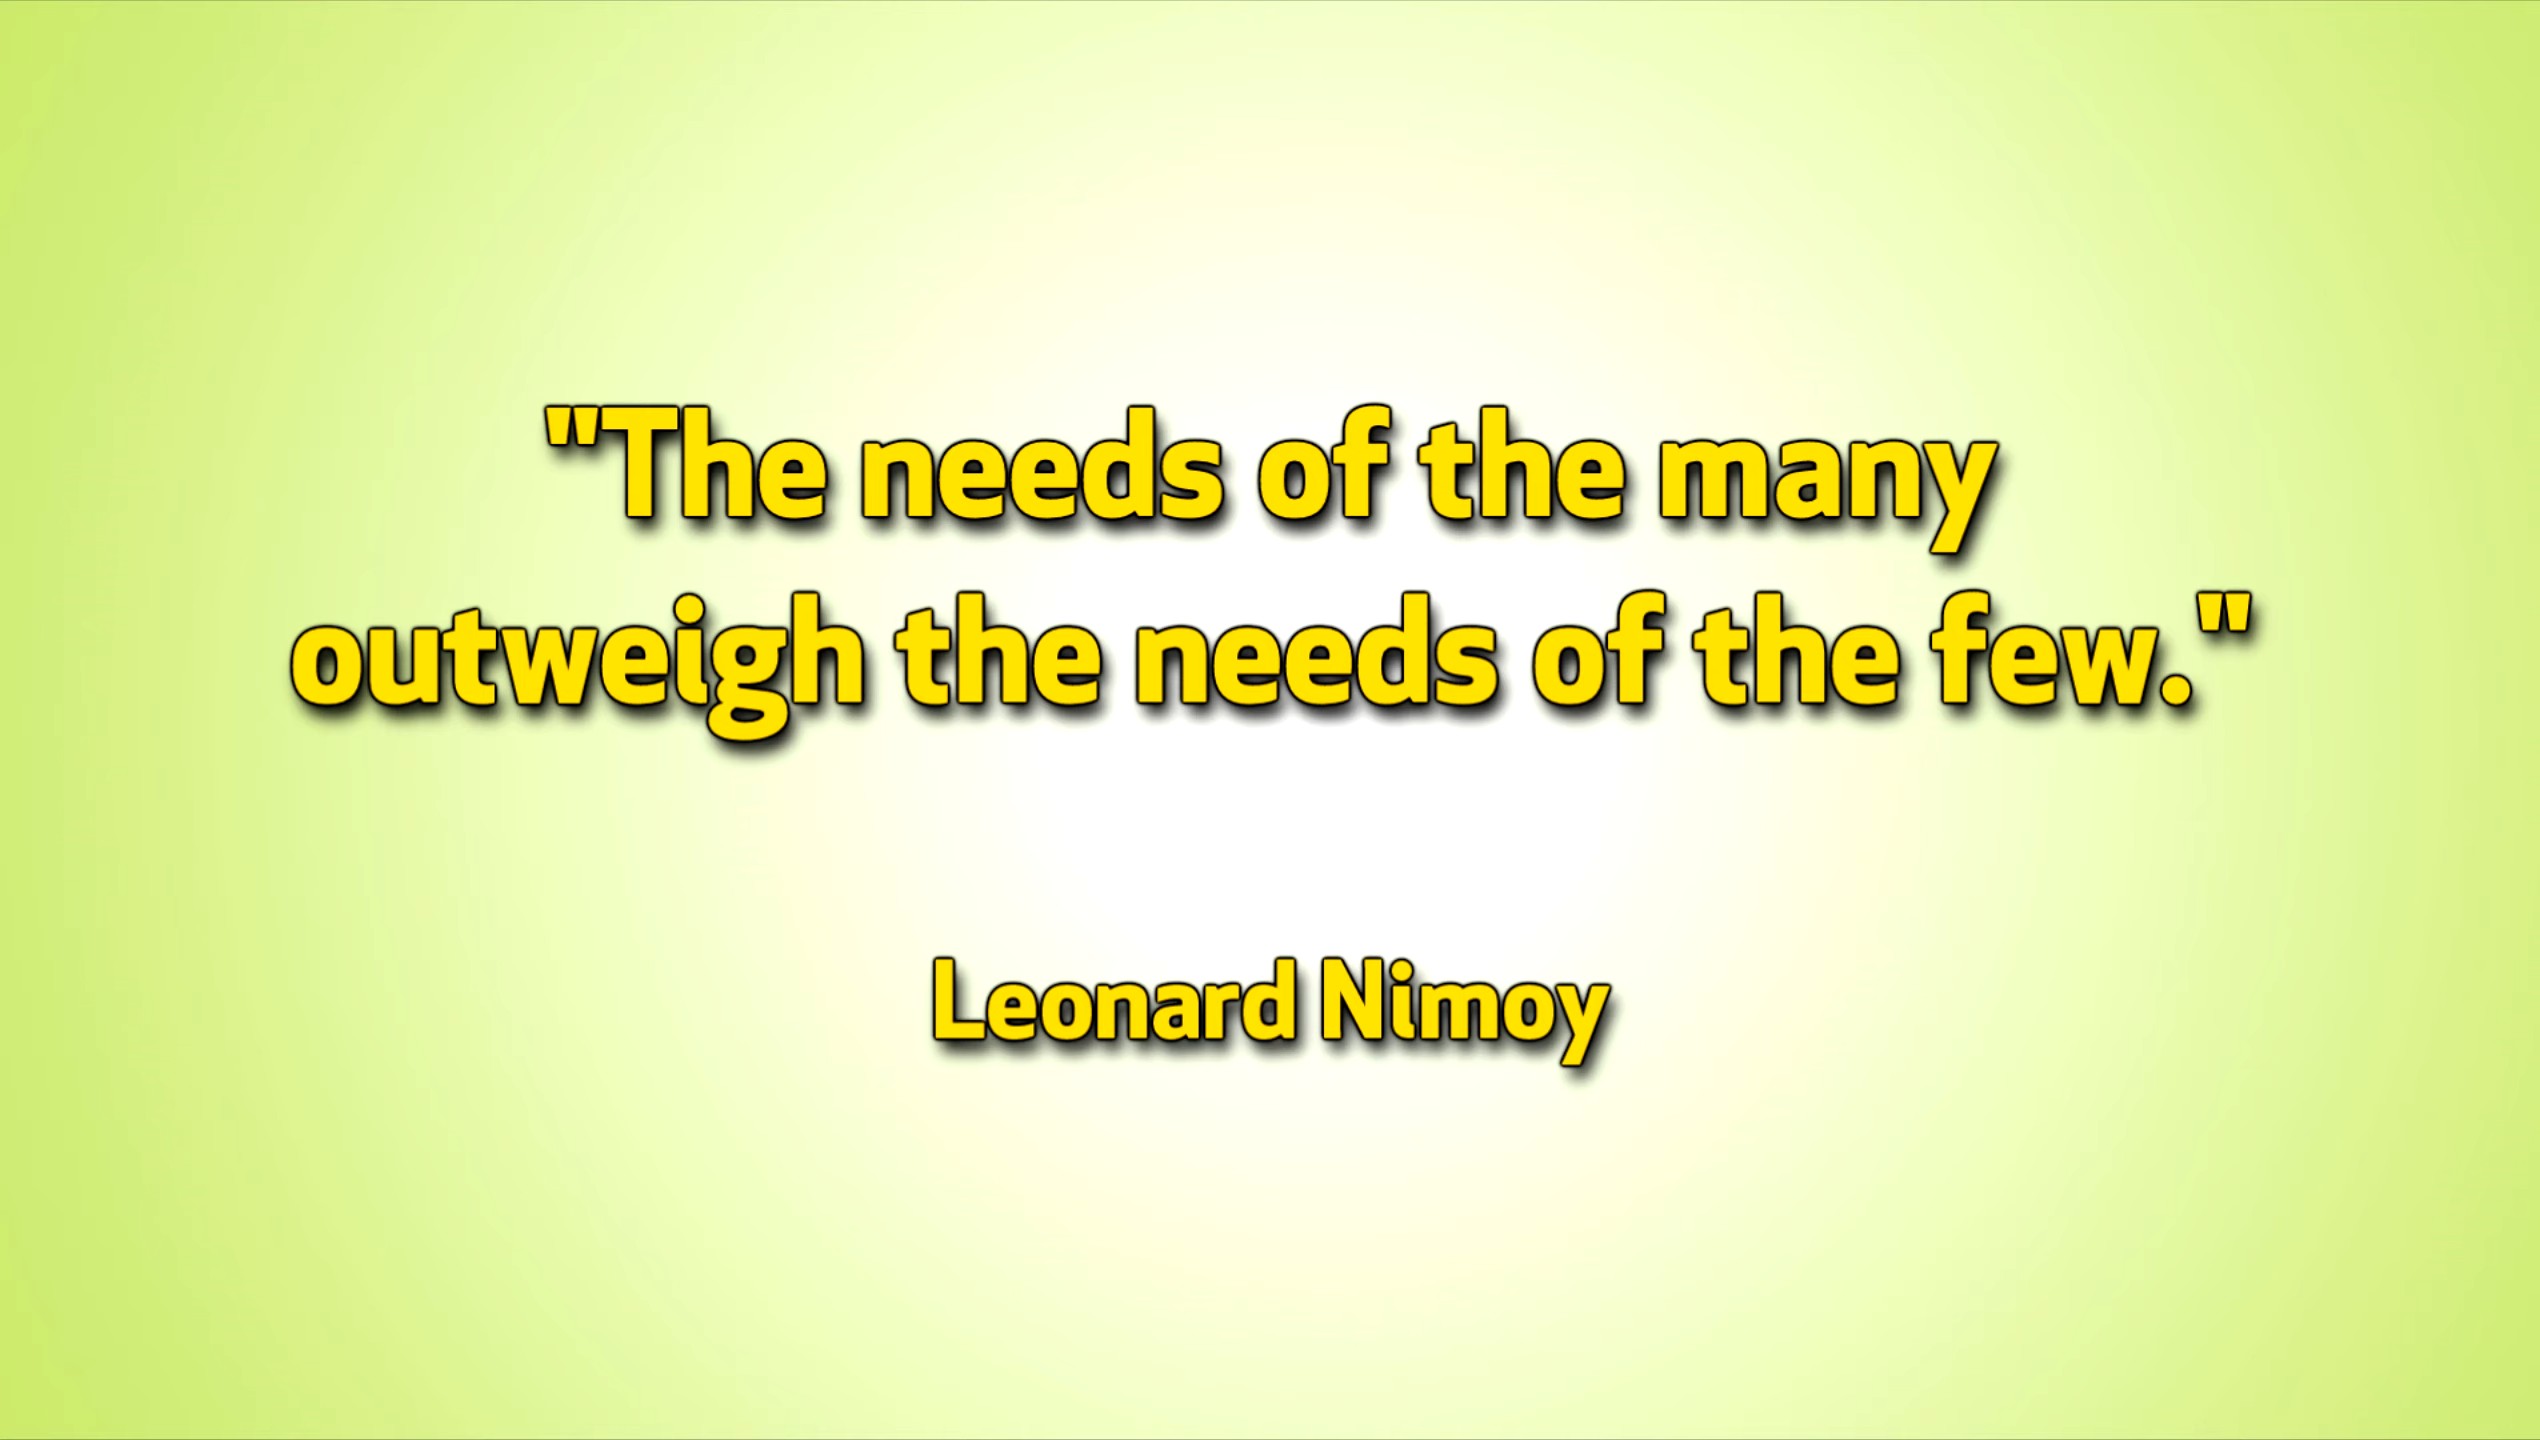 "The needs of the many
outweigh the needs of the few."
Leonard Nimoy